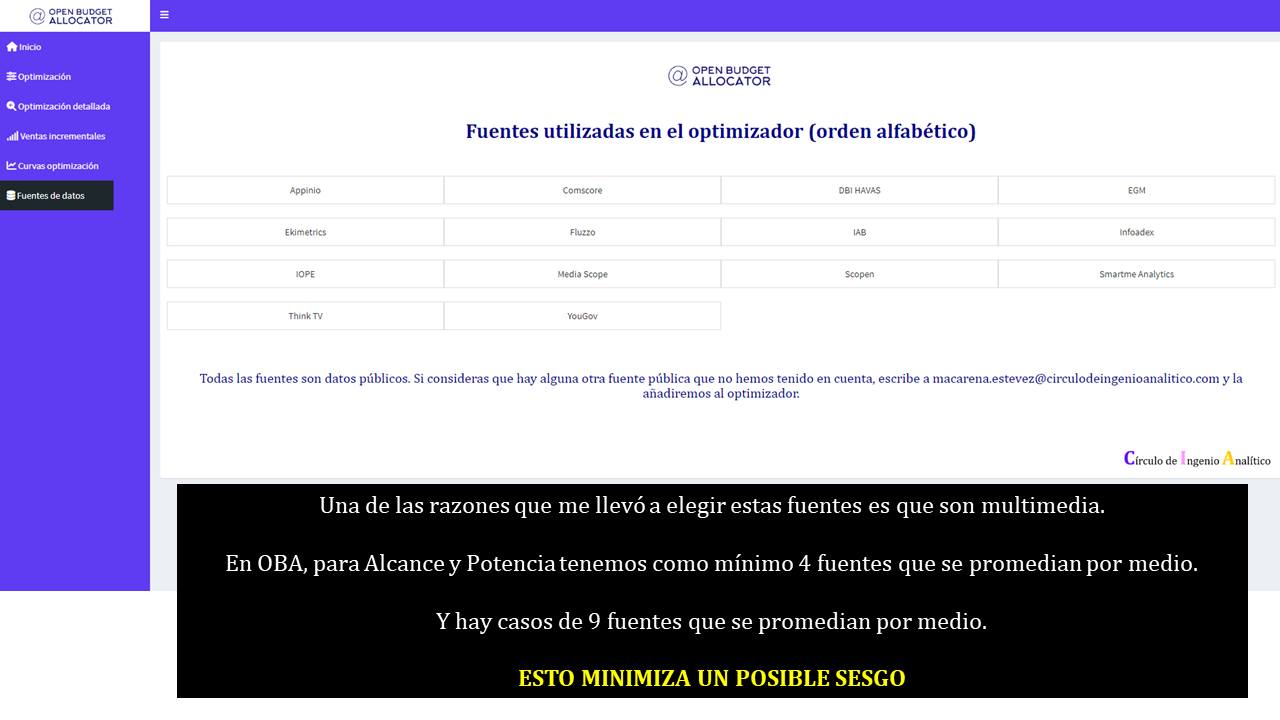 @ OPEN BUDGET
ALLOCATOR
Inicio
Optimización
Optimización detallada
Ventas incrementales
Curvas optimización
Fuentes de datos
@ OPEN BUDGET
ALLOCATOR
Fuentes utilizadas en el optimizador (orden alfabético)
Appinio Comscore DBI HAVAS EGM
Ekimetrics Fluzzo IAB Infoadex
IOPE Media Scope Scopen Smartme Analytics
Think TV YouGov
Todas las fuentes son datos públicos. Si consideras que hay alguna otra fuente pública que no hemos tenido en cuenta, escribe a macarena.estevez@circulodeingenioanalitico.com y la
añadiremos al optimizador.
Círculo de Ingenio Analítico
Una de las razones que me llevó a elegir estas fuentes es que son multimedia.
En OBA, para Alcance y Potencia tenemos como mínimo 4 fuentes que se promedian por medio.
Y hay casos de 9 fuentes que se promedian por medio.
ESTO MINIMIZA UN POSIBLE SESGO